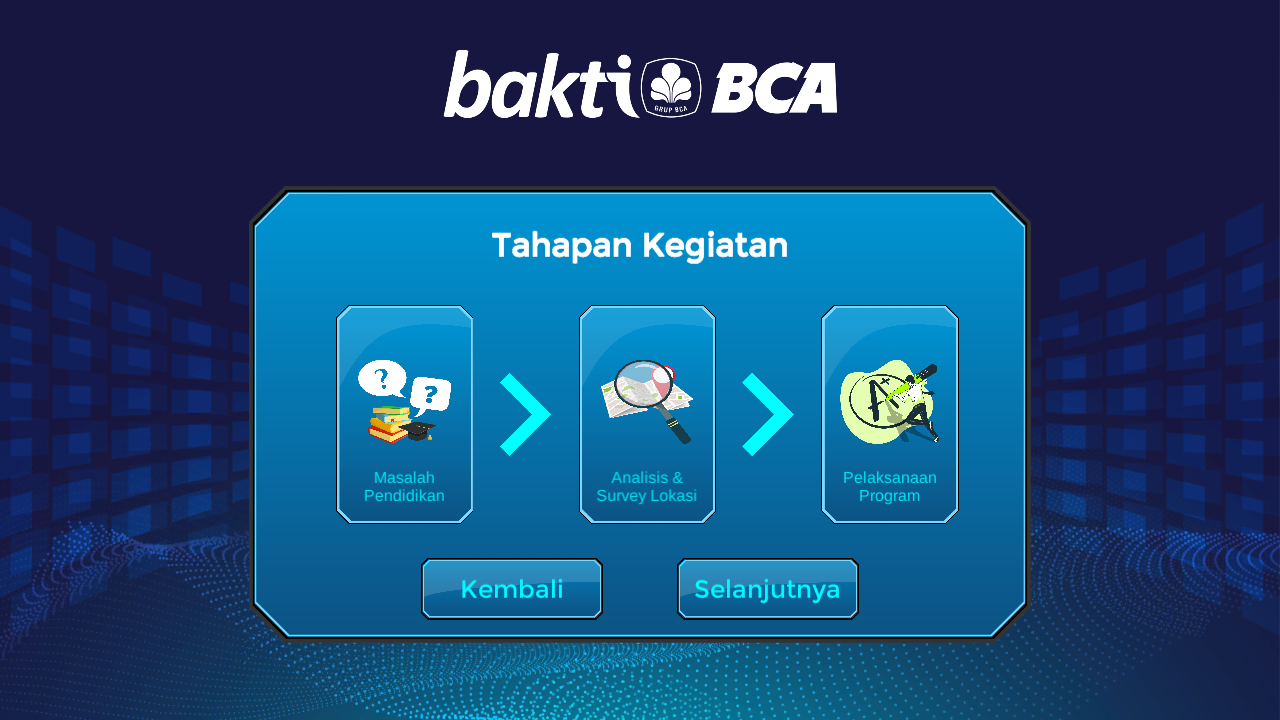 bakti GRUP BCA BCA
Tahapan Kegiatan
? ?
A+
Masalah
Pendidikan
Analisis &
Survey Lokasi
Pelaksanaan
Program
Kembali
Selanjutnya